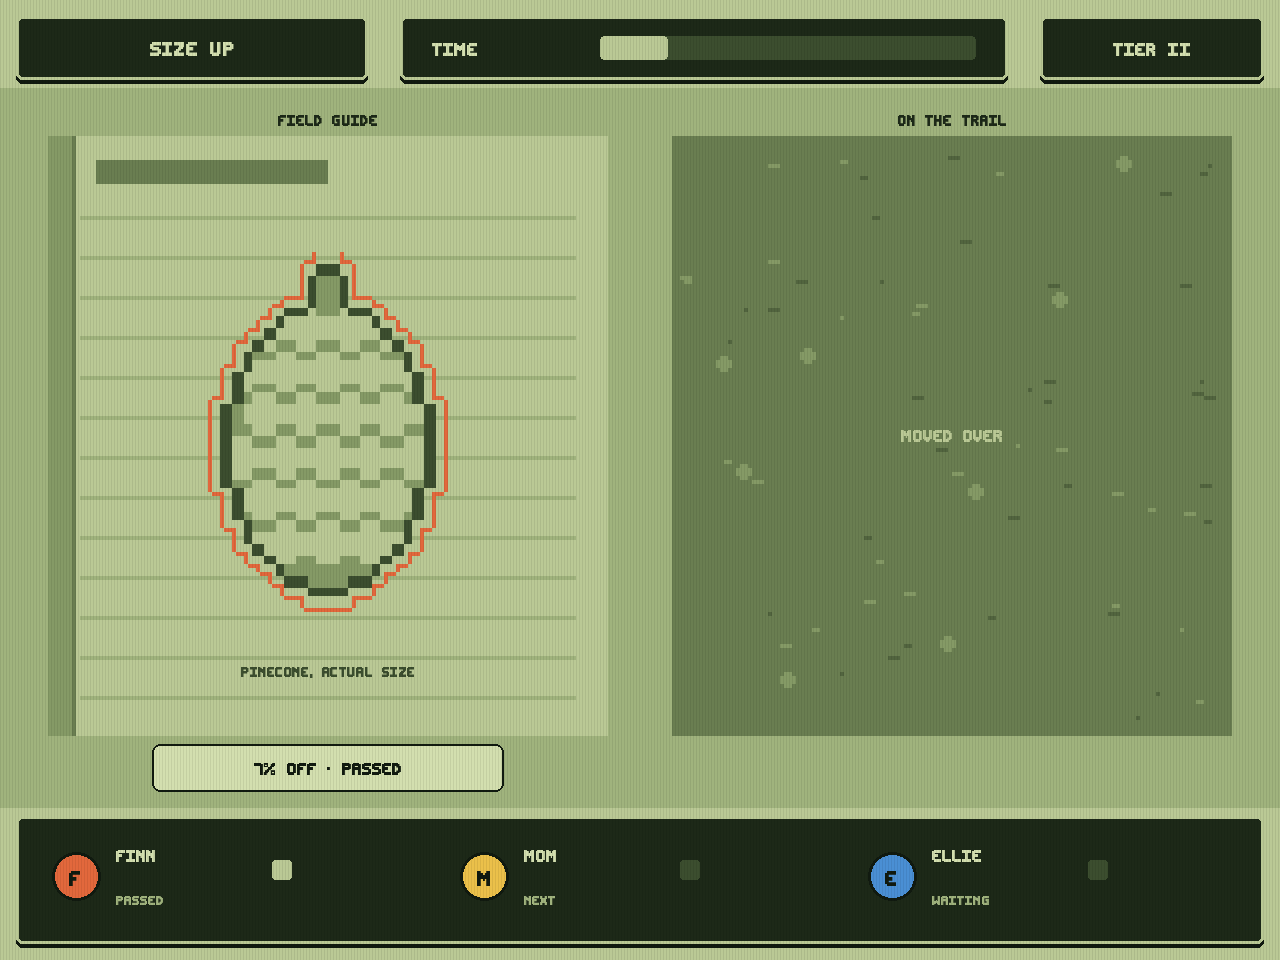 SIZE UP
TIME
TIER II
FIELD GUIDE
ON THE TRAIL
MOVED OVER
PINECONE, ACTUAL SIZE
7% OFF · PASSED
F
FINN
PASSED
M
MOM
NEXT
E
ELLIE
WAITING